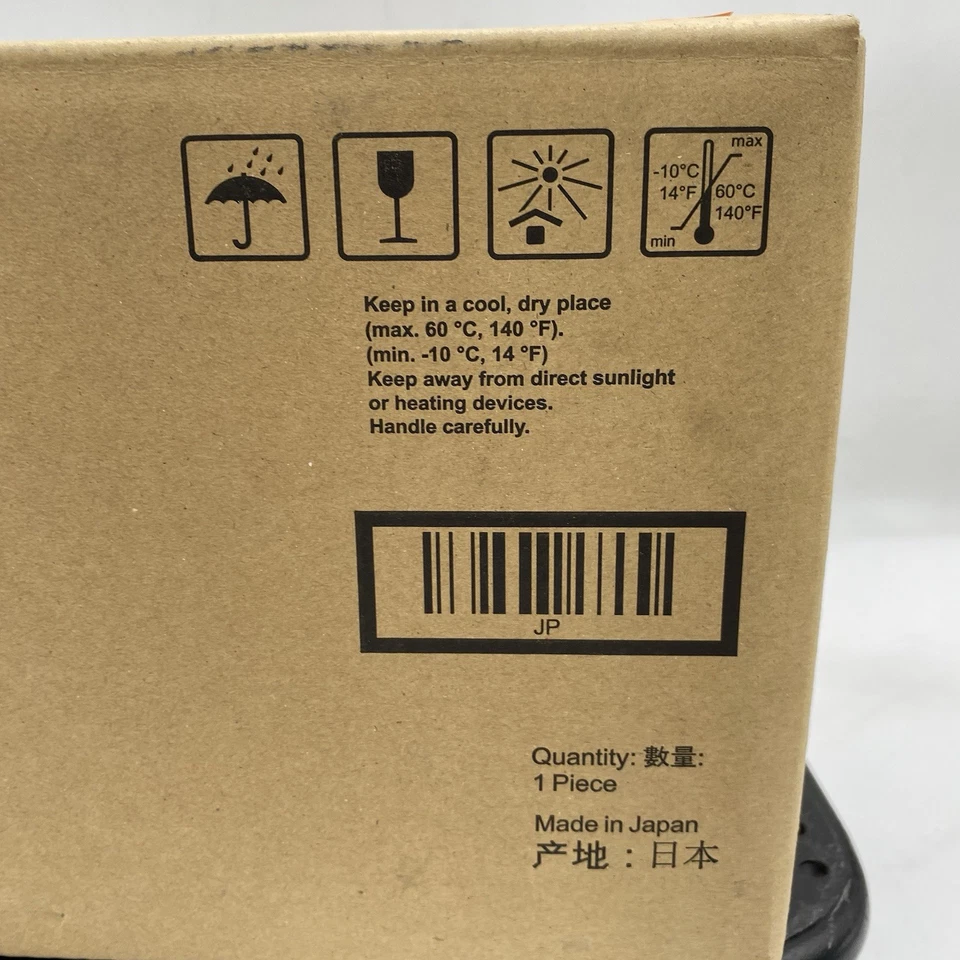 max
-10°C
14°F
60°C
140°F
min
Keep in a cool, dry place
(max. 60 °C, 140 °F).
(min. -10 °C, 14 °F)
Keep away from direct sunlight
or heating devices.
Handle carefully.
JP
Quantity: 數量:
1 Piece
Made in Japan
产地：日本